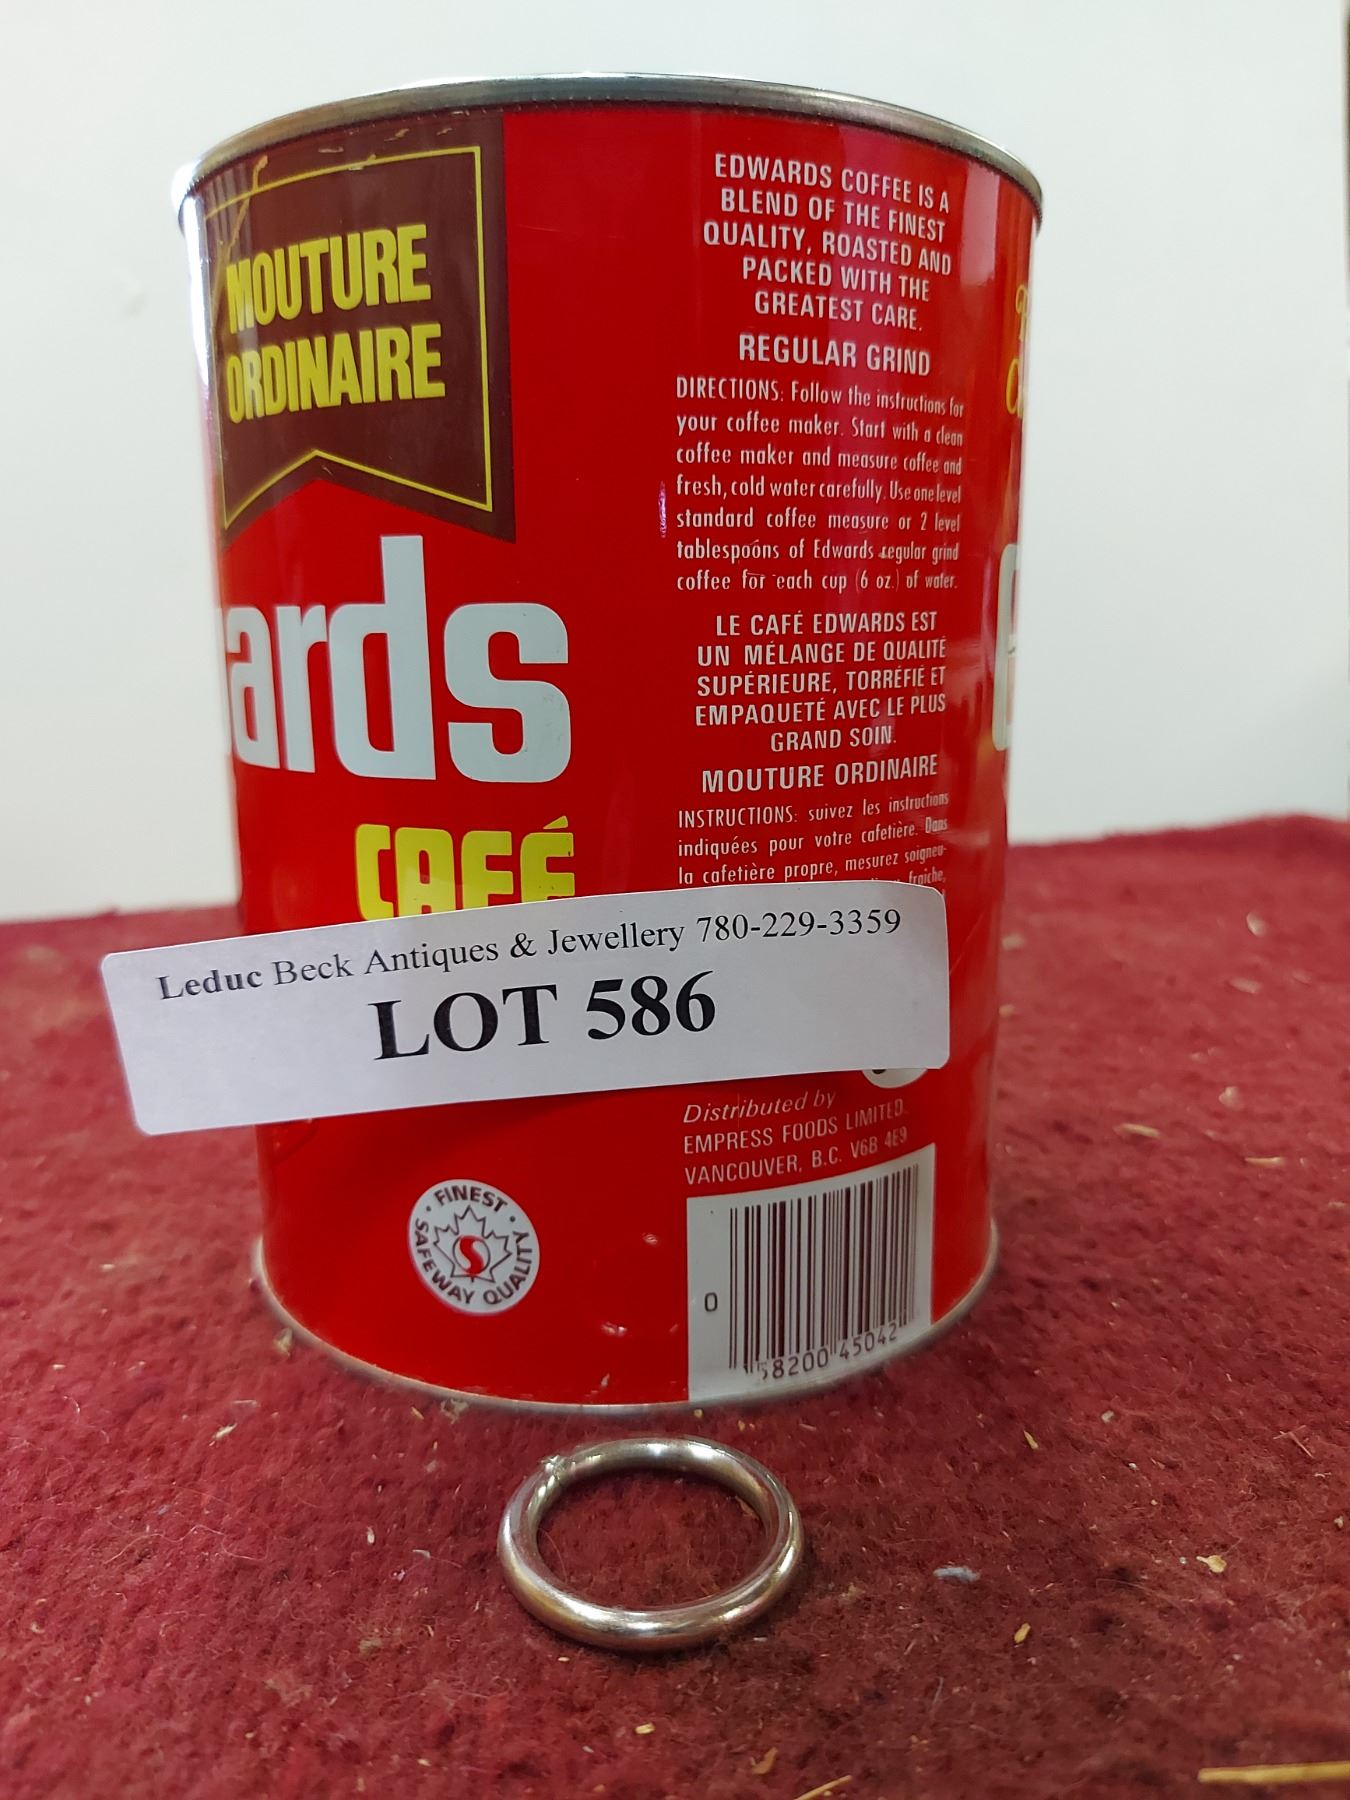 MOUTURE
ORDINAIRE
ards
CAFÉ
EDWARDS COFFEE IS A
BLEND OF THE FINEST
QUALITY, ROASTED AND
PACKED WITH THE
GREATEST CARE.
REGULAR GRIND
DIRECTIONS: Follow the instructions for
your coffee maker. Start with a clean
coffee maker and measure coffee and
fresh, cold water carefully. Use one level
standard coffee measure or 2 level
tablespoons of Edwards regular grind
coffee for each cup (6 oz.) of water.
LE CAFÉ EDWARDS EST
UN MÉLANGE DE QUALITÉ
SUPÉRIEURE, TORRÉFIÉ ET
EMPAQUETÉ AVEC LE PLUS
GRAND SOIN.
MOUTURE ORDINAIRE
INSTRUCTIONS: suivez les instructions
indiquées pour votre cafetière. Dans
la cafetière propre, mesurez soigneu-
fraîche,
Leduc Beck Antiques & Jewellery 780-229-3359
LOT 586
Distributed by
EMPRESS FOODS LIMITED.
VANCOUVER, B.C. V6B 4E9
· FINEST ·
SAFEWAY QUALITY
0 58200 45042